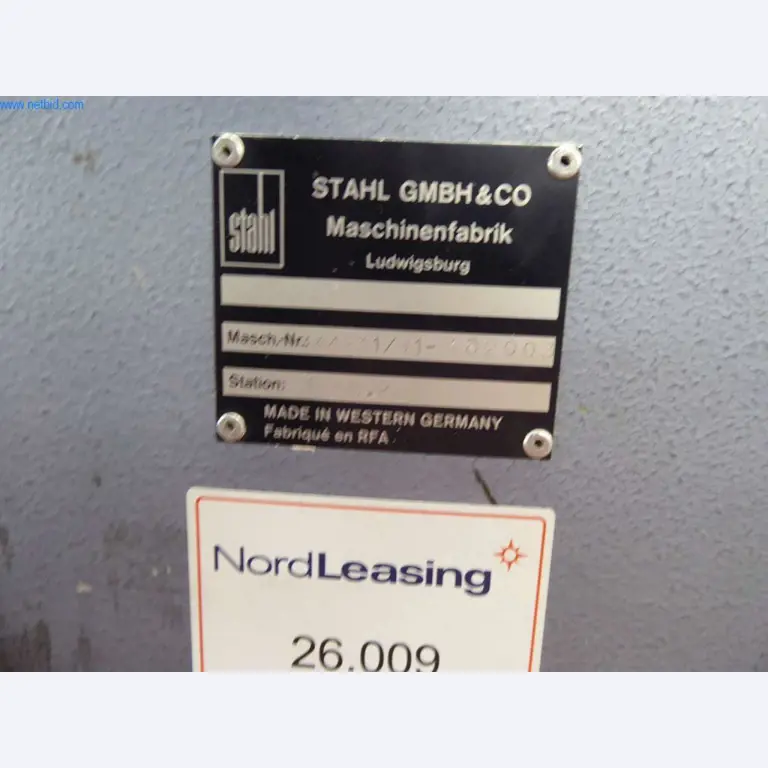 www.netbid.com
stahl
STAHL GMBH & CO
Maschinenfabrik
Ludwigsburg
Masch.-Nr.
Station:
MADE IN WESTERN GERMANY
Fabriqué en RFA
NordLeasing
26.009